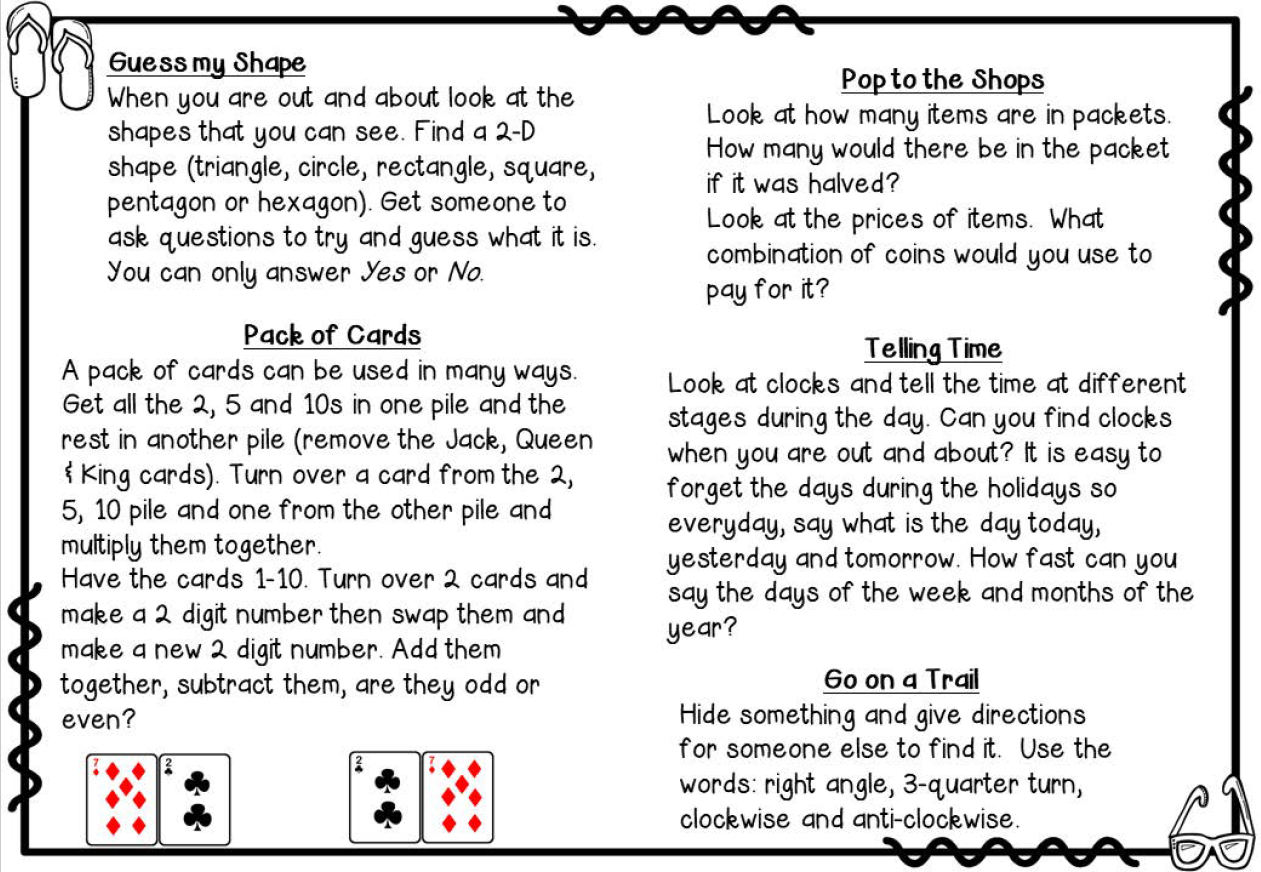 Guess my Shape
When you are out and about look at the
shapes that you can see. Find a 2-D
shape (triangle, circle, rectangle, square,
pentagon or hexagon). Get someone to
ask questions to try and guess what it is.
You can only answer Yes or No.
Pack of Cards
A pack of cards can be used in many ways.
Get all the 2, 5 and 10s in one pile and the
rest in another pile (remove the Jack, Queen
& King cards). Turn over a card from the 2,
5, 10 pile and one from the other pile and
multiply them together.
Have the cards 1-10. Turn over 2 cards and
make a 2 digit number then swap them and
make a new 2 digit number. Add them
together, subtract them, are they odd or
even?
7 2 2 7
Pop to the Shops
Look at how many items are in packets.
How many would there be in the packet
if it was halved?
Look at the prices of items. What
combination of coins would you use to
pay for it?
Telling Time
Look at clocks and tell the time at different
stages during the day. Can you find clocks
when you are out and about? It is easy to
forget the days during the holidays so
everyday, say what is the day today,
yesterday and tomorrow. How fast can you
say the days of the week and months of the
year?
Go on a Trail
Hide something and give directions
for someone else to find it. Use the
words: right angle, 3-quarter turn,
clockwise and anti-clockwise.